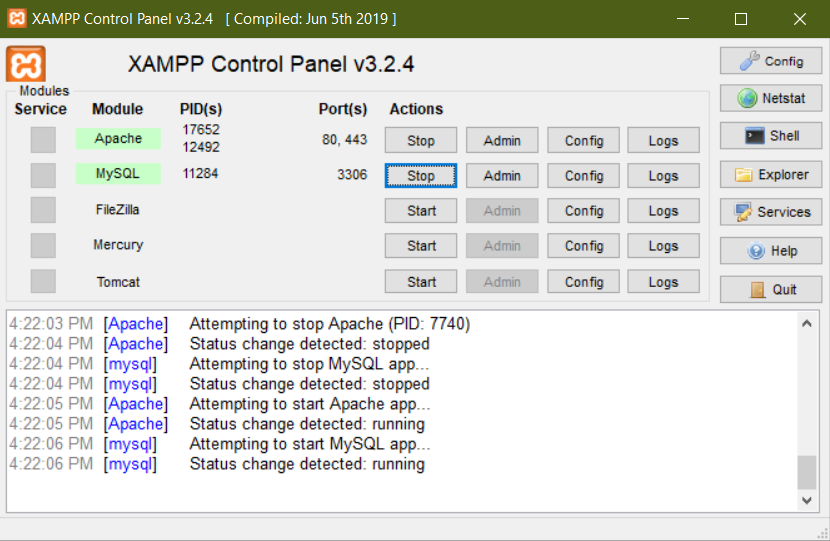 XAMPP Control Panel v3.2.4 [ Compiled: Jun 5th 2019 ]
XAMPP Control Panel v3.2.4
Config
Modules
Service Module PID(s) Port(s) Actions
Netstat
Apache 17652 12492 80, 443 Stop Admin Config Logs
Shell
MySQL 11284 3306 Stop Admin Config Logs
Explorer
FileZilla Start Admin Config Logs
Services
Mercury Start Admin Config Logs
Help
Tomcat Start Admin Config Logs
Quit
4:22:03 PM [Apache] Attempting to stop Apache (PID: 7740)
4:22:04 PM [Apache] Status change detected: stopped
4:22:04 PM [mysql] Attempting to stop MySQL app...
4:22:04 PM [mysql] Status change detected: stopped
4:22:05 PM [Apache] Attempting to start Apache app...
4:22:05 PM [Apache] Status change detected: running
4:22:06 PM [mysql] Attempting to start MySQL app...
4:22:06 PM [mysql] Status change detected: running